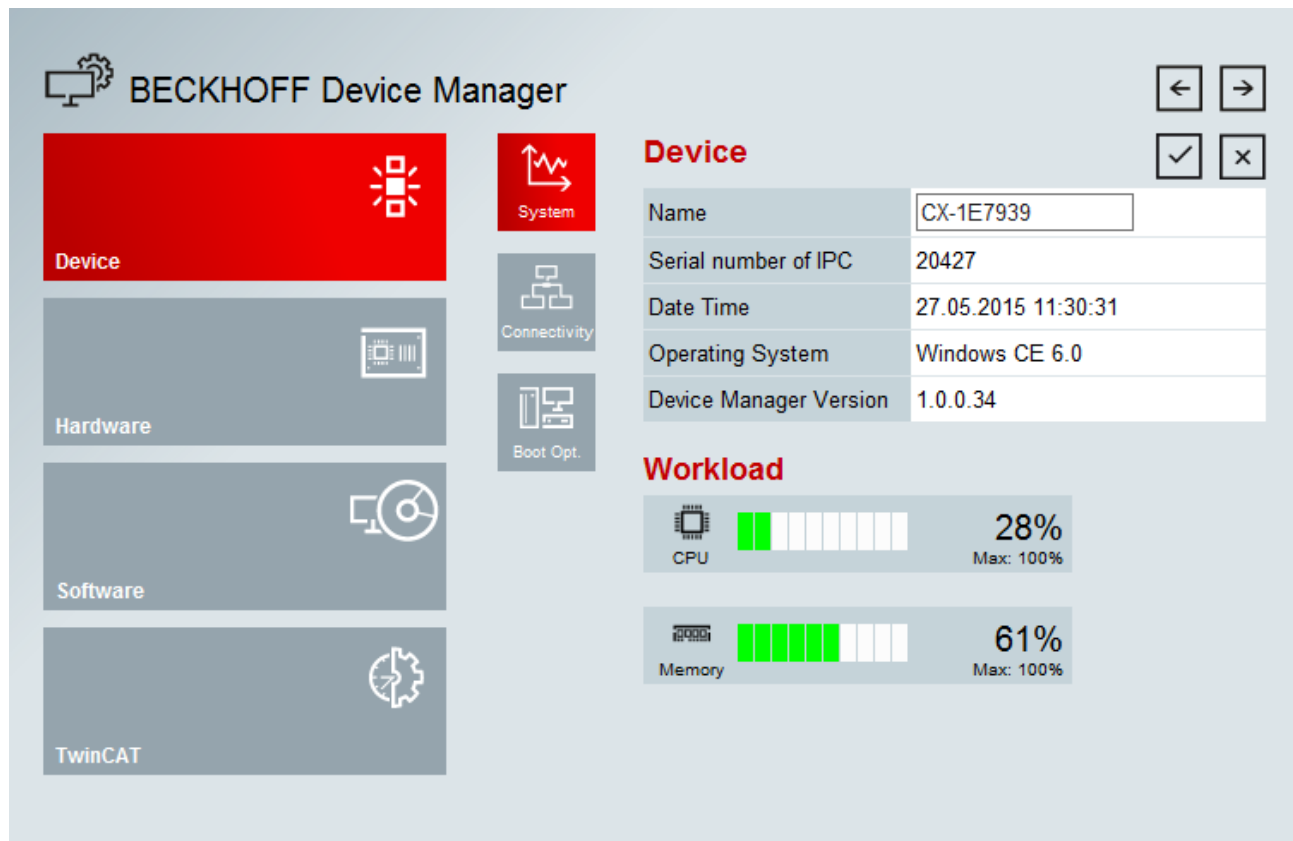 BECKHOFF Device Manager
Device
Hardware
Software
TwinCAT
System
Connectivity
Boot Opt.
Device
Name CX-1E7939
Serial number of IPC 20427
Date Time 27.05.2015 11:30:31
Operating System Windows CE 6.0
Device Manager Version 1.0.0.34
Workload
CPU 28%
Max: 100%
Memory 61%
Max: 100%